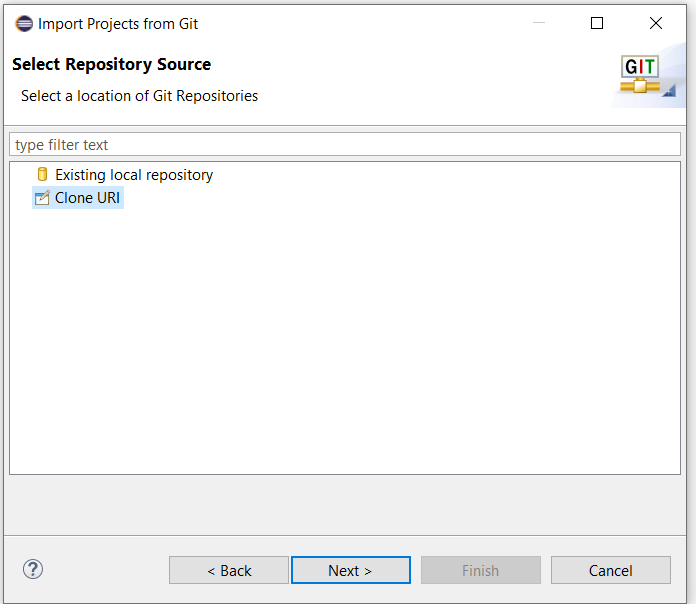 Import Projects from Git
Select Repository Source
Select a location of Git Repositories
GIT
type filter text
Existing local repository
Clone URI
?
< Back
Next >
Finish
Cancel